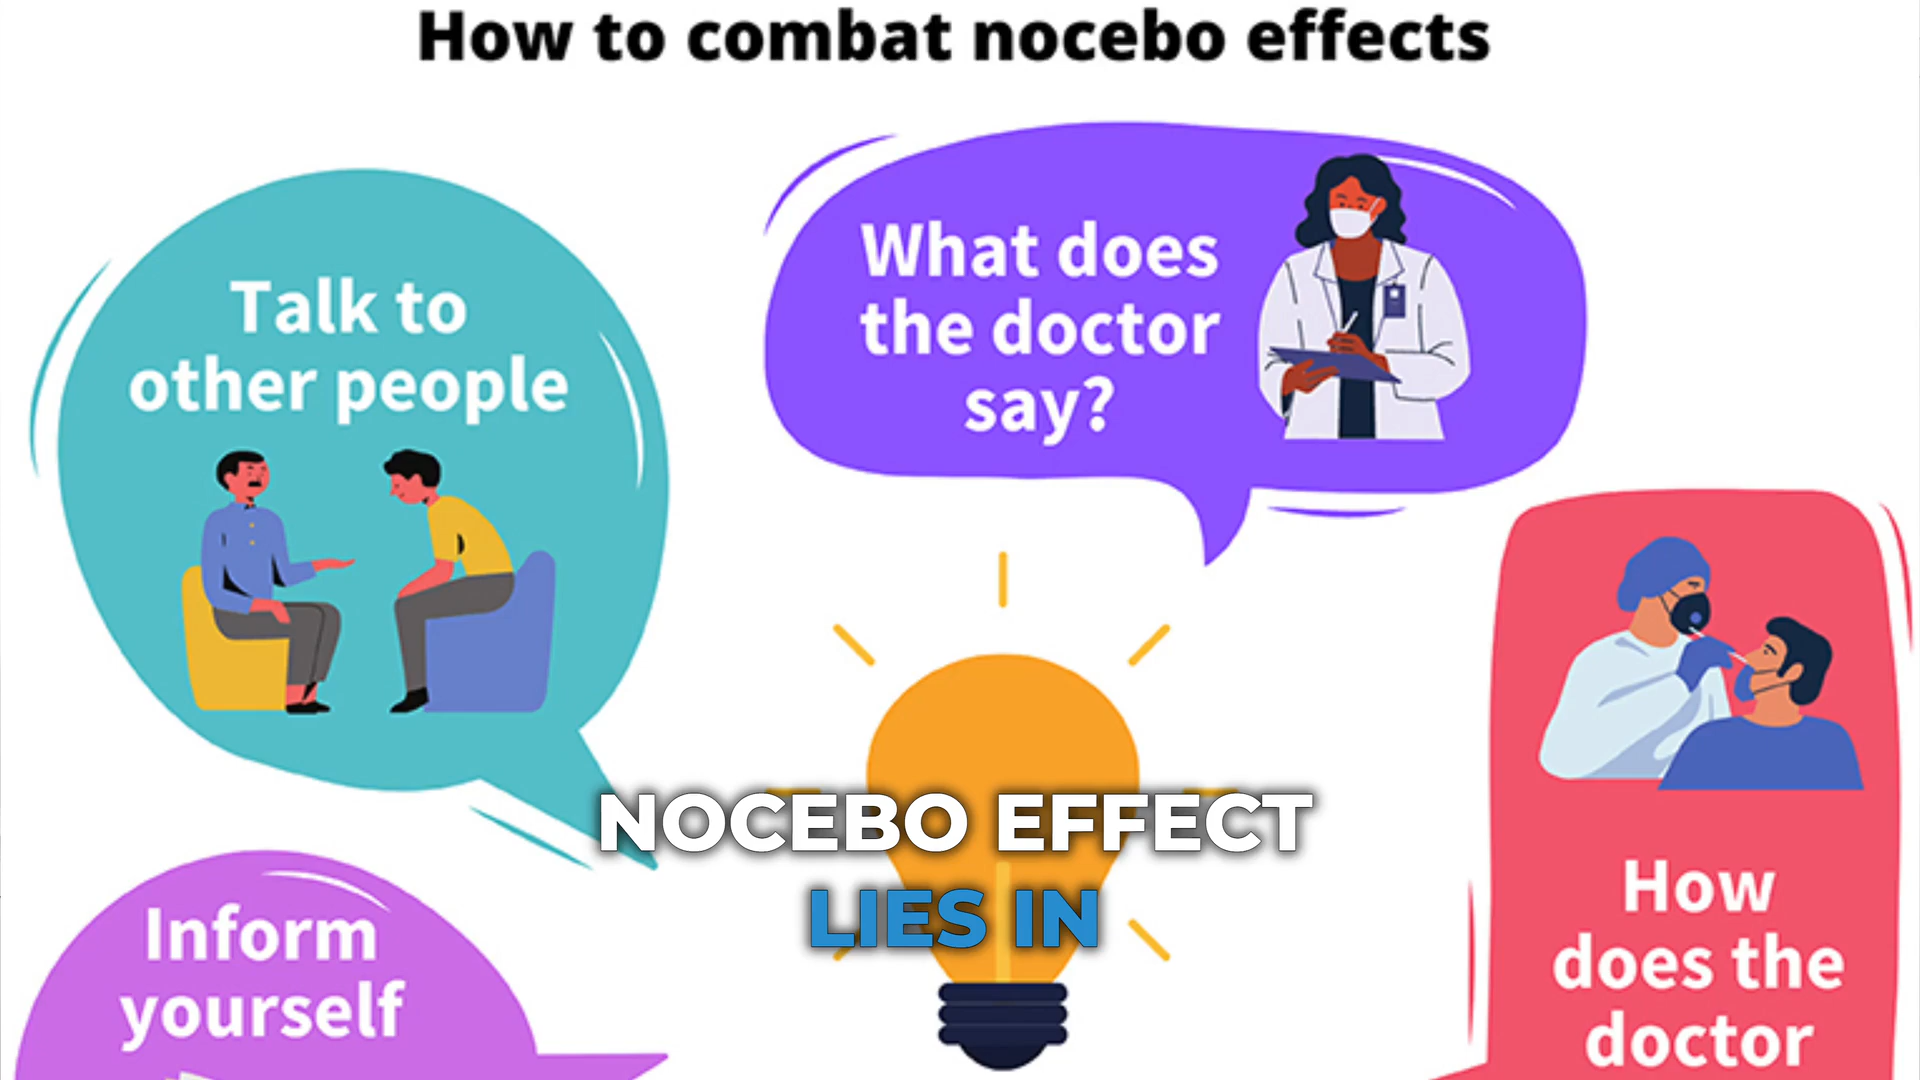 How to combat nocebo effects
Talk to
other people
What does
the doctor
say?
NOCEBO EFFECT
LIES IN
Inform
yourself
How
does the
doctor